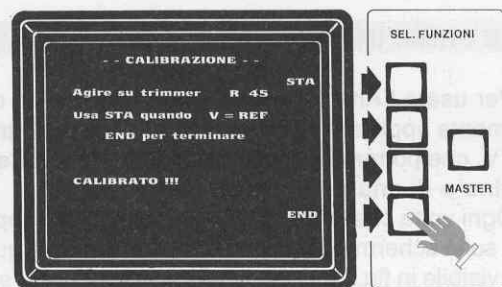 - - CALIBRAZIONE - -
STA
Agire su trimmer R 45
Usa STA quando V = REF
END per terminare
CALIBRATO !!!
END
SEL. FUNZIONI
MASTER